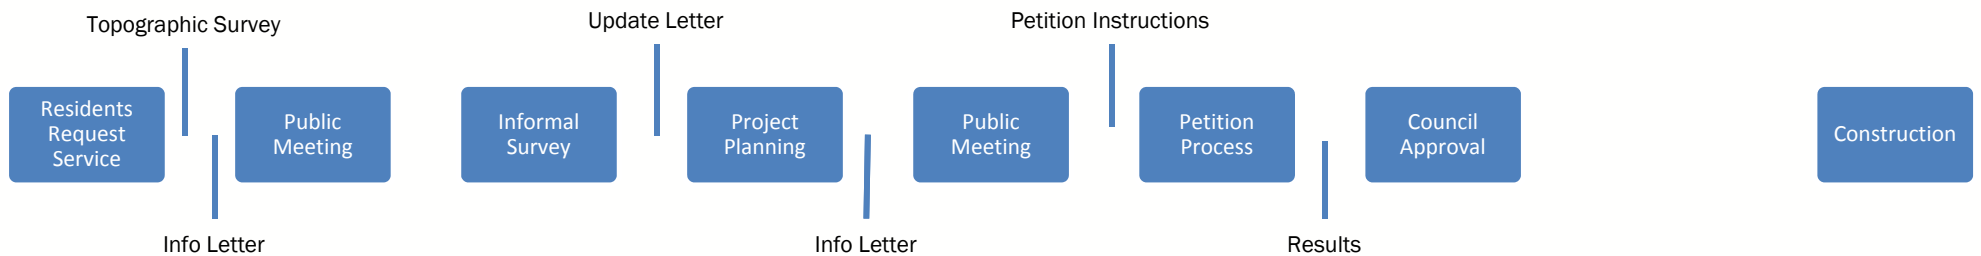 Topographic Survey
Update Letter
Petition Instructions
Residents
Request
Service
Public
Meeting
Informal
Survey
Project
Planning
Public
Meeting
Petition
Process
Council
Approval
Construction
Info Letter
Info Letter
Results